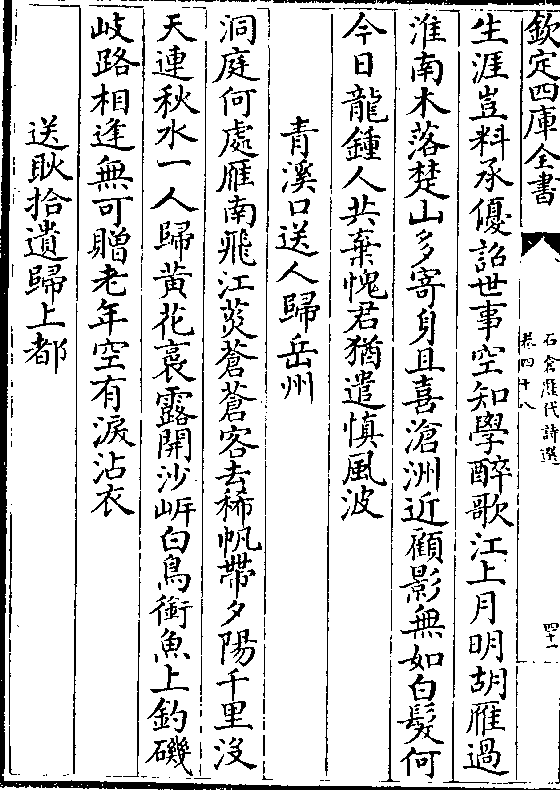 欽定四庫全書
石倉歷代詩選
卷四十八
四十一
生涯豈料承優詔世事空知學醉歌江上月明胡雁過
淮南木落楚山多寄身且喜滄洲近顧影無如白髮何
今日龍鍾人共棄愧君猶遣慎風波
青溪口送人歸岳州
洞庭何處雁南飛江菼蒼蒼客去稀帆帶夕陽千里沒
天連秋水一人歸黃花裛露開沙岸白鳥銜魚上釣磯
岐路相逢無可贈老年空有淚沾衣
送耿拾遺歸上都